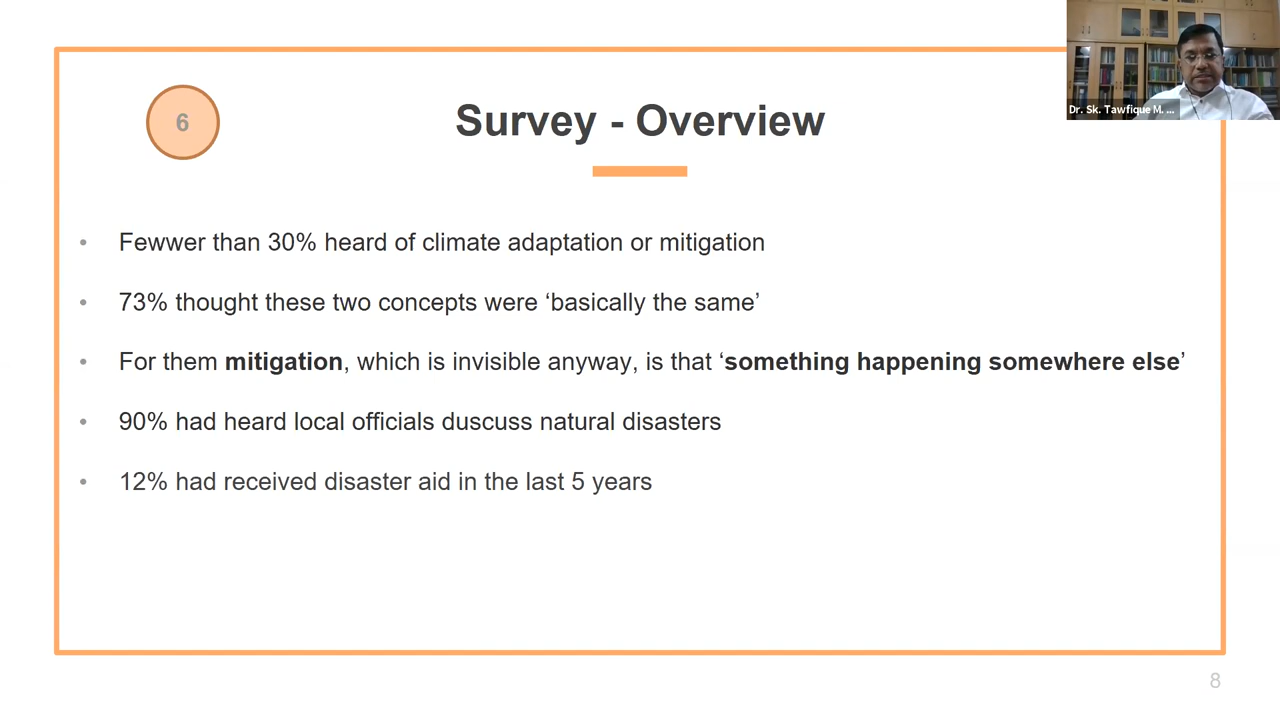 6
Survey - Overview
Dr. Sk. Tawfique M. ...
• Fewwer than 30% heard of climate adaptation or mitigation
• 73% thought these two concepts were ‘basically the same’
• For them mitigation, which is invisible anyway, is that ‘something happening somewhere else’
• 90% had heard local officials duscuss natural disasters
• 12% had received disaster aid in the last 5 years
8